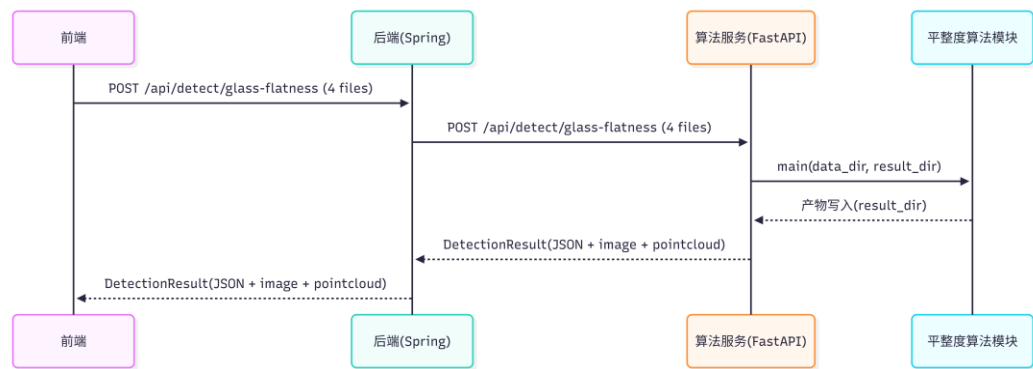 前端
后端(Spring)
算法服务(FastAPI)
平整度算法模块
POST /api/detect/glass-flatness (4 files)
POST /api/detect/glass-flatness (4 files)
main(data_dir, result_dir)
产物写入(result_dir)
DetectionResult(JSON + image + pointcloud)
DetectionResult(JSON + image + pointcloud)
前端
后端(Spring)
算法服务(FastAPI)
平整度算法模块